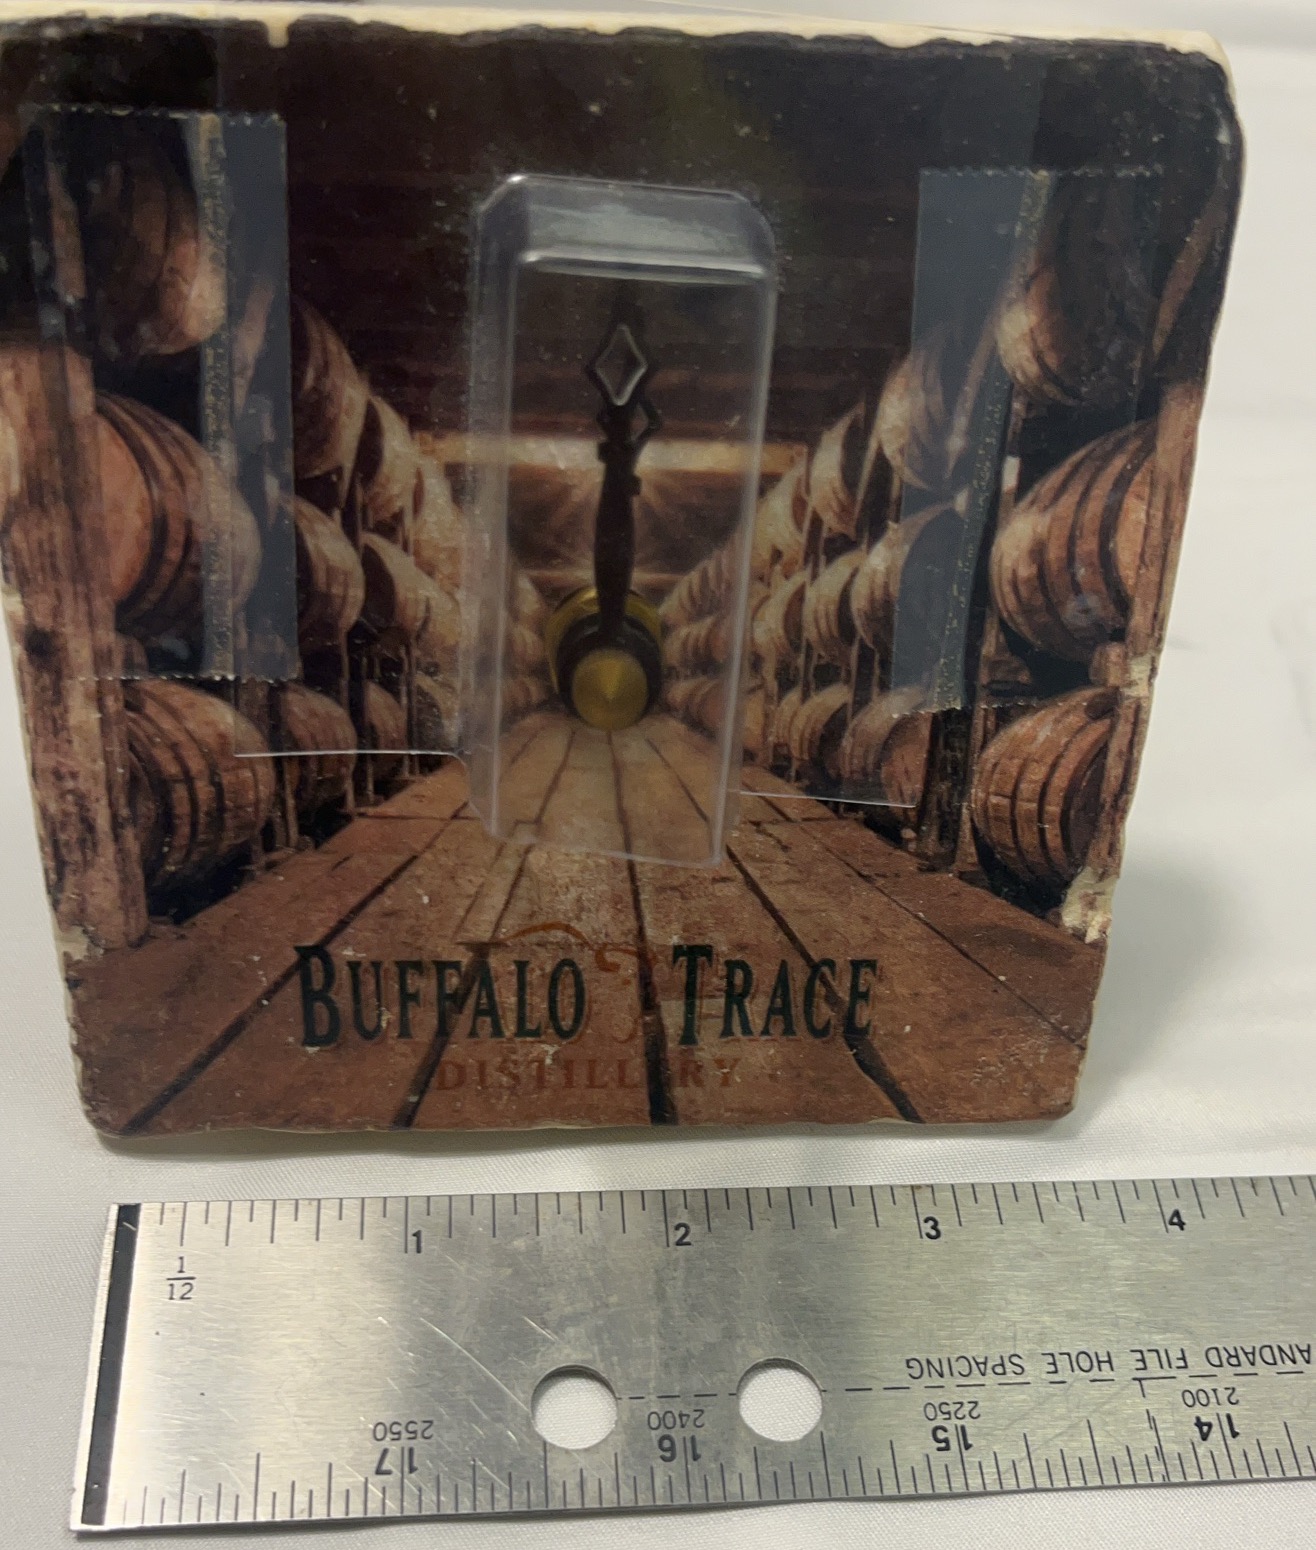 BUFFALO TRACE
DISTILLERY
1 2 3 4
1/12
STANDARD FILE HOLE SPACING
2550 2400 2250 2100
17 16 15 14